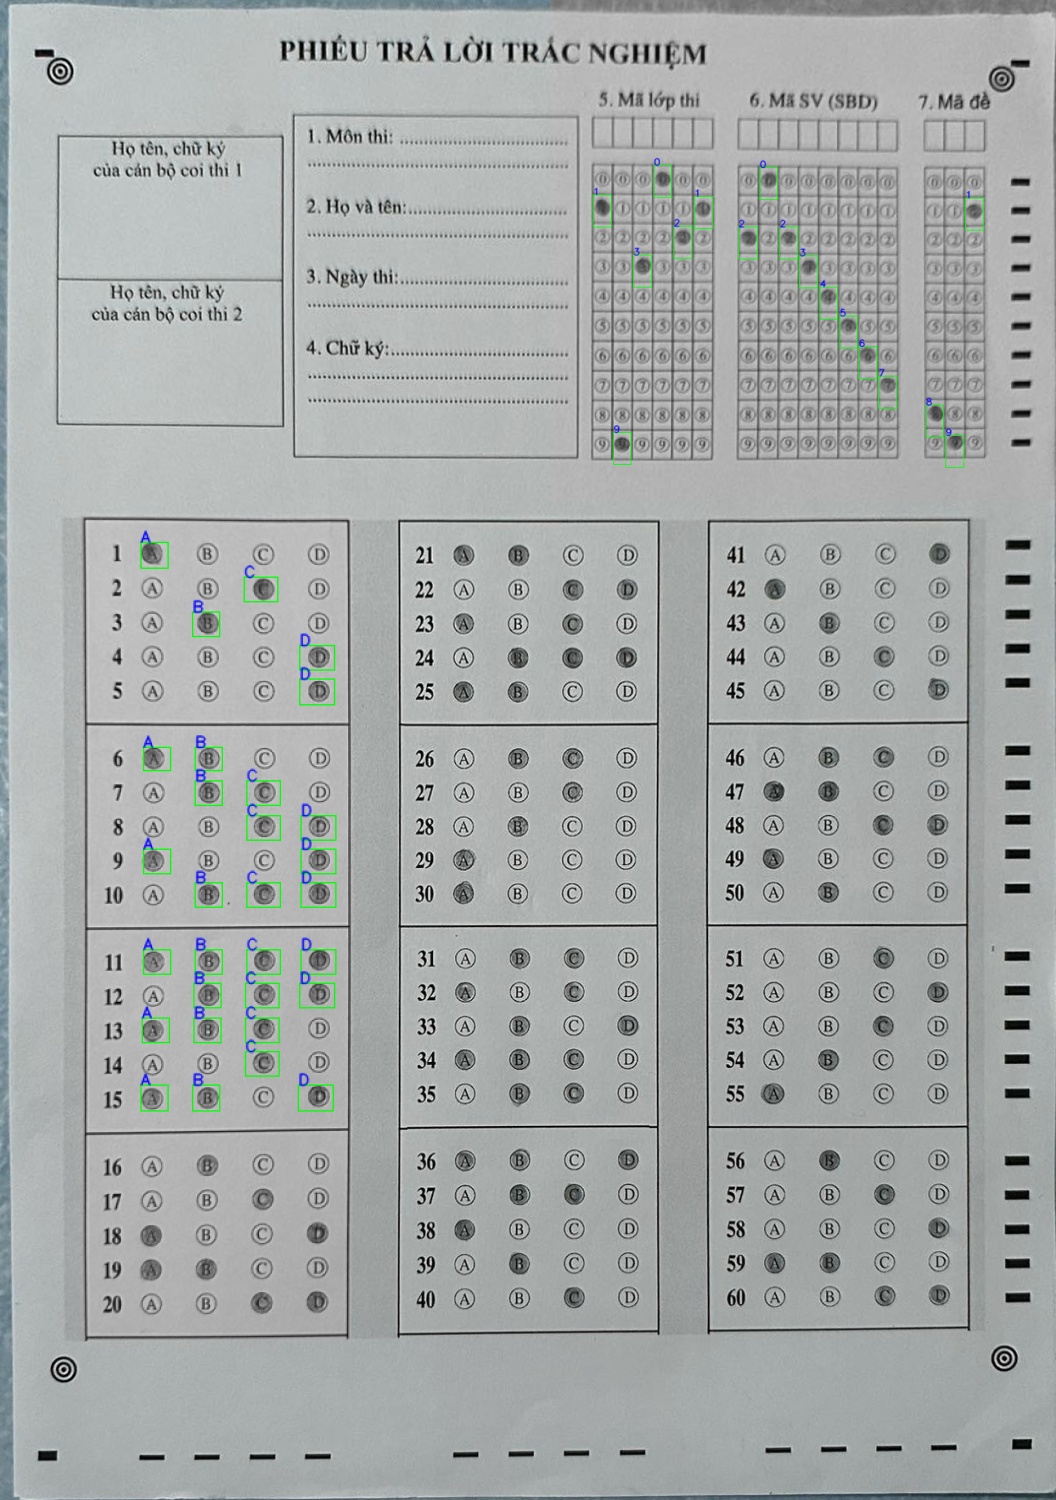 PHIẾU TRẢ LỜI TRẮC NGHIỆM
5. Mã lớp thi
6. Mã SV (SBD)
7. Mã đề
Họ tên, chữ ký
của cán bộ coi thi 1
Họ tên, chữ ký
của cán bộ coi thi 2
1. Môn thi: ........................................
2. Họ và tên:........................................
3. Ngày thi:........................................
4. Chữ ký:........................................
1 A B C D
2 A B C D
3 A B C D
4 A B C D
5 A B C D
6 A B C D
7 A B C D
8 A B C D
9 A B C D
10 A B C D
11 A B C D
12 A B C D
13 A B C D
14 A B C D
15 A B C D
16 A B C D
17 A B C D
18 A B C D
19 A B C D
20 A B C D
21 A B C D
22 A B C D
23 A B C D
24 A B C D
25 A B C D
26 A B C D
27 A B C D
28 A B C D
29 A B C D
30 A B C D
31 A B C D
32 A B C D
33 A B C D
34 A B C D
35 A B C D
36 A B C D
37 A B C D
38 A B C D
39 A B C D
40 A B C D
41 A B C D
42 A B C D
43 A B C D
44 A B C D
45 A B C D
46 A B C D
47 A B C D
48 A B C D
49 A B C D
50 A B C D
51 A B C D
52 A B C D
53 A B C D
54 A B C D
55 A B C D
56 A B C D
57 A B C D
58 A B C D
59 A B C D
60 A B C D